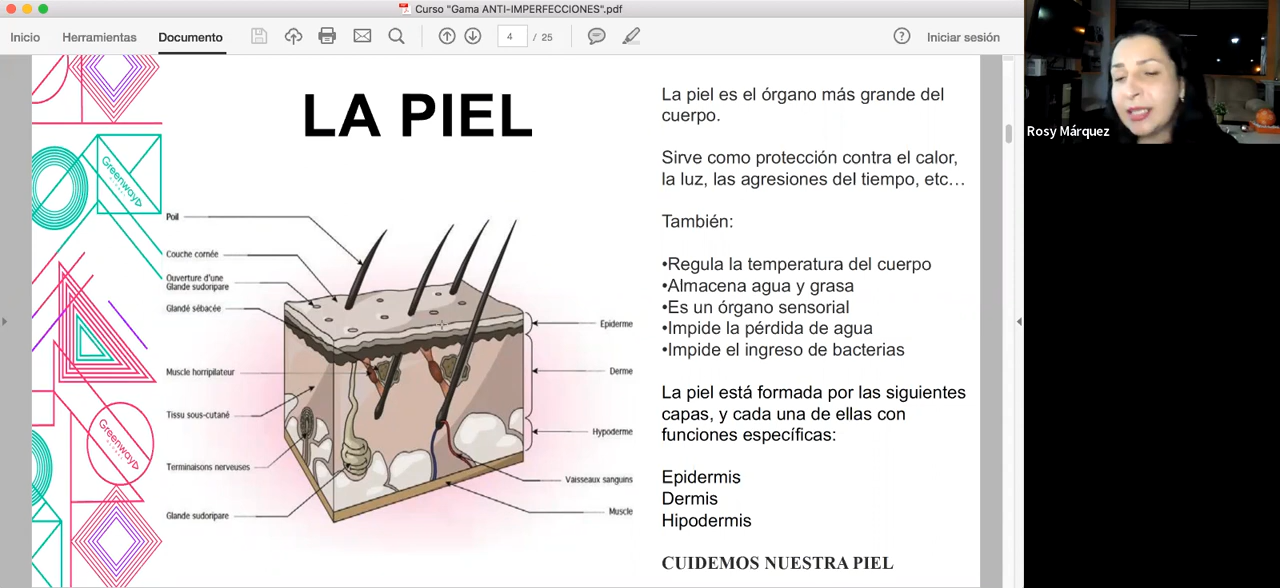 Curso "Gama ANTI-IMPERFECCIONES".pdf
Inicio
Herramientas
Documento
4
/ 25
?
Iniciar sesión
Rosy Márquez
Greenway
Greenway
LA PIEL
Poil
Couche cornée
Ouverture d'une
Glande sudoripare
Glandé sébacée
Muscle horripilateur
Tissu sous-cutané
Terminaisons nerveuses
Glande sudoripare
Epiderme
Derme
Hypoderme
Vaisseaux sanguins
Muscle
La piel es el órgano más grande del
cuerpo.
Sirve como protección contra el calor,
la luz, las agresiones del tiempo, etc…
También:
•Regula la temperatura del cuerpo
•Almacena agua y grasa
•Es un órgano sensorial
•Impide la pérdida de agua
•Impide el ingreso de bacterias
La piel está formada por las siguientes
capas, y cada una de ellas con
funciones específicas:
Epidermis
Dermis
Hipodermis
CUIDEMOS NUESTRA PIEL